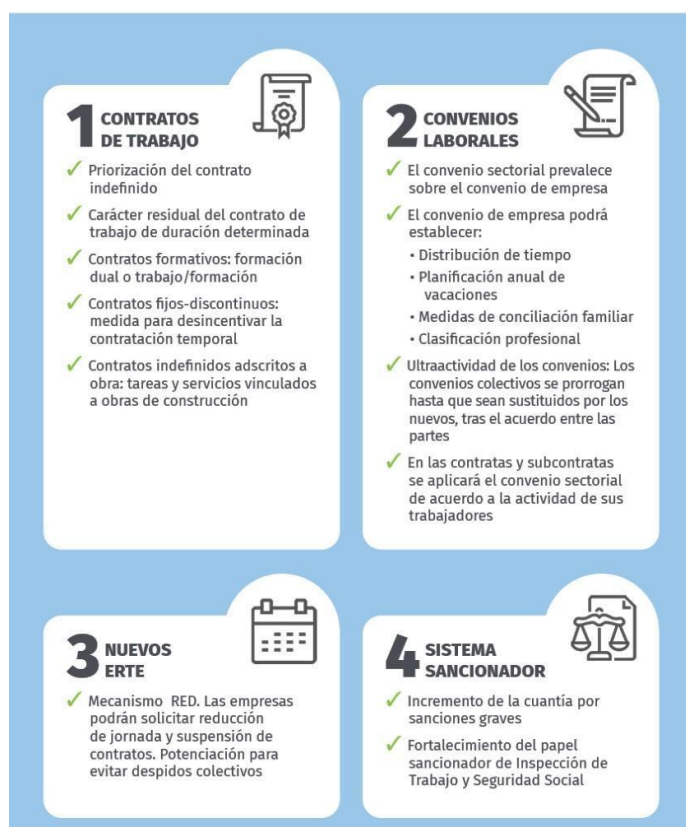 1 CONTRATOS
DE TRABAJO
✓ Priorización del contrato
indefinido
✓ Carácter residual del contrato de
trabajo de duración determinada
✓ Contratos formativos: formación
dual o trabajo/formación
✓ Contratos fijos-discontinuos:
medida para desincentivar la
contratación temporal
✓ Contratos indefinidos adscritos a
obra: tareas y servicios vinculados
a obras de construcción
2 CONVENIOS
LABORALES
✓ El convenio sectorial prevalece
sobre el convenio de empresa
✓ El convenio de empresa podrá
establecer:
• Distribución de tiempo
• Planificación anual de
vacaciones
• Medidas de conciliación familiar
• Clasificación profesional
✓ Ultraactividad de los convenios: Los
convenios colectivos se prorrogan
hasta que sean sustituidos por los
nuevos, tras el acuerdo entre las
partes
✓ En las contratas y subcontratas
se aplicará el convenio sectorial
de acuerdo a la actividad de sus
trabajadores
3 NUEVOS
ERTE
✓ Mecanismo RED. Las empresas
podrán solicitar reducción
de jornada y suspensión de
contratos. Potenciación para
evitar despidos colectivos
4 SISTEMA
SANCIONADOR
✓ Incremento de la cuantía por
sanciones graves
✓ Fortalecimiento del papel
sancionador de Inspección de
Trabajo y Seguridad Social